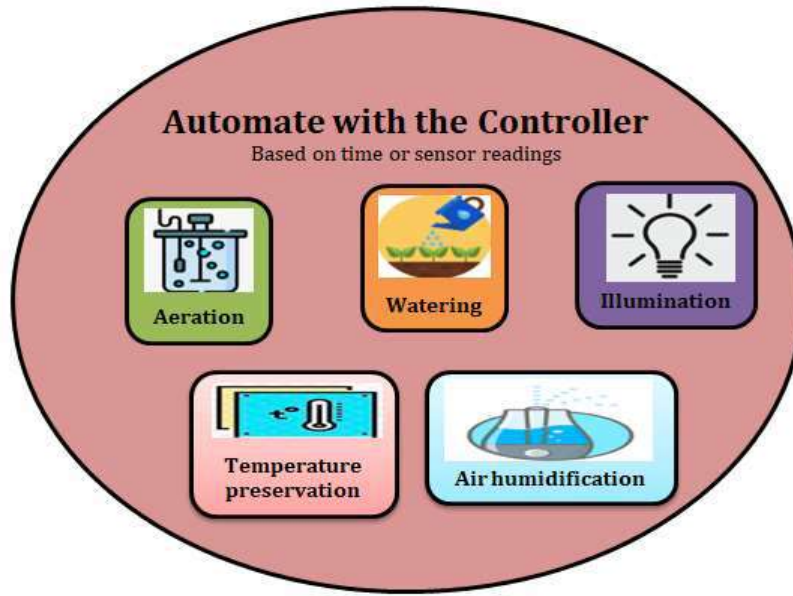 Automate with the Controller
Based on time or sensor readings
Aeration
Watering
Illumination
t°
Temperature
preservation
Air humidification